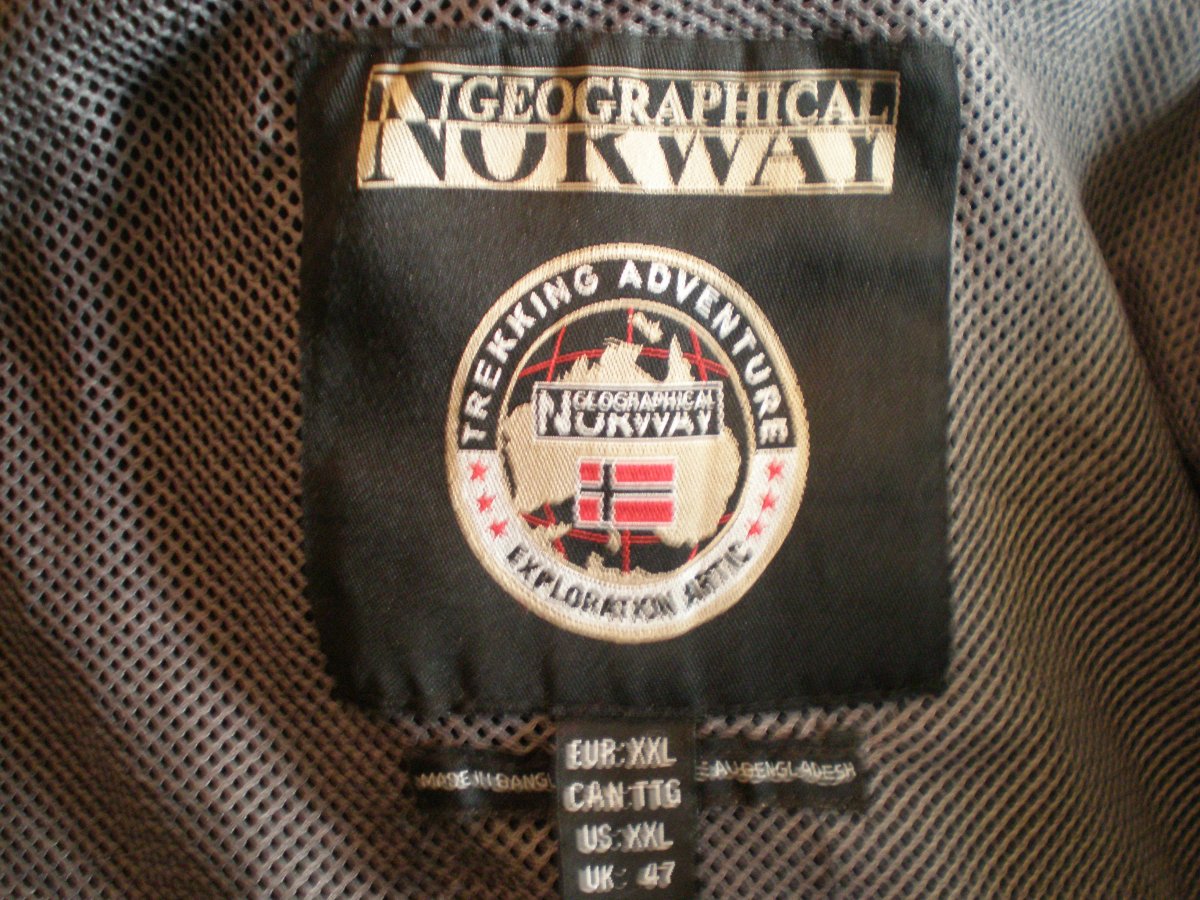 GEOGRAPHICAL
NORWAY
TREKKING ADVENTURE
GEOGRAPHICAL
NORWAY
EXPLORATION ARTIC
EUR:XXL
MADE IN BANGL
E AU BENGLADESH
CAN:TTG
US:XXL
UK: 47